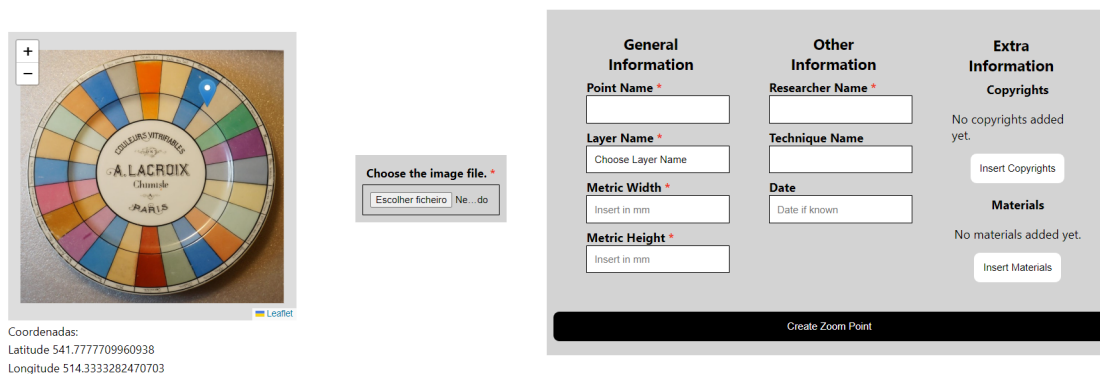 +
−
COULEURS VITRIFIABLES
A. LACROIX
Chimiste
PARIS
Leaflet
Coordenadas:
Latitude 541.7777709960938
Longitude 514.3333282470703
Choose the image file. *
Escolher ficheiro Ne...do
General
Information
Point Name *
Layer Name *
Choose Layer Name
Metric Width *
Insert in mm
Metric Height *
Insert in mm
Other
Information
Researcher Name *
Technique Name
Date
Date if known
Extra
Information
Copyrights
No copyrights added
yet.
Insert Copyrights
Materials
No materials added yet.
Insert Materials
Create Zoom Point